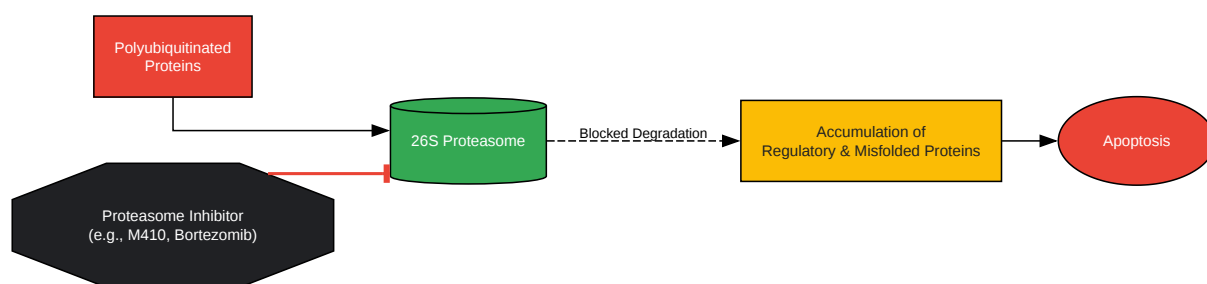 Polyubiquitinated
Proteins
26S Proteasome
Blocked Degradation
Accumulation of
Regulatory & Misfolded Proteins
Apoptosis
Proteasome Inhibitor
(e.g., M410, Bortezomib)